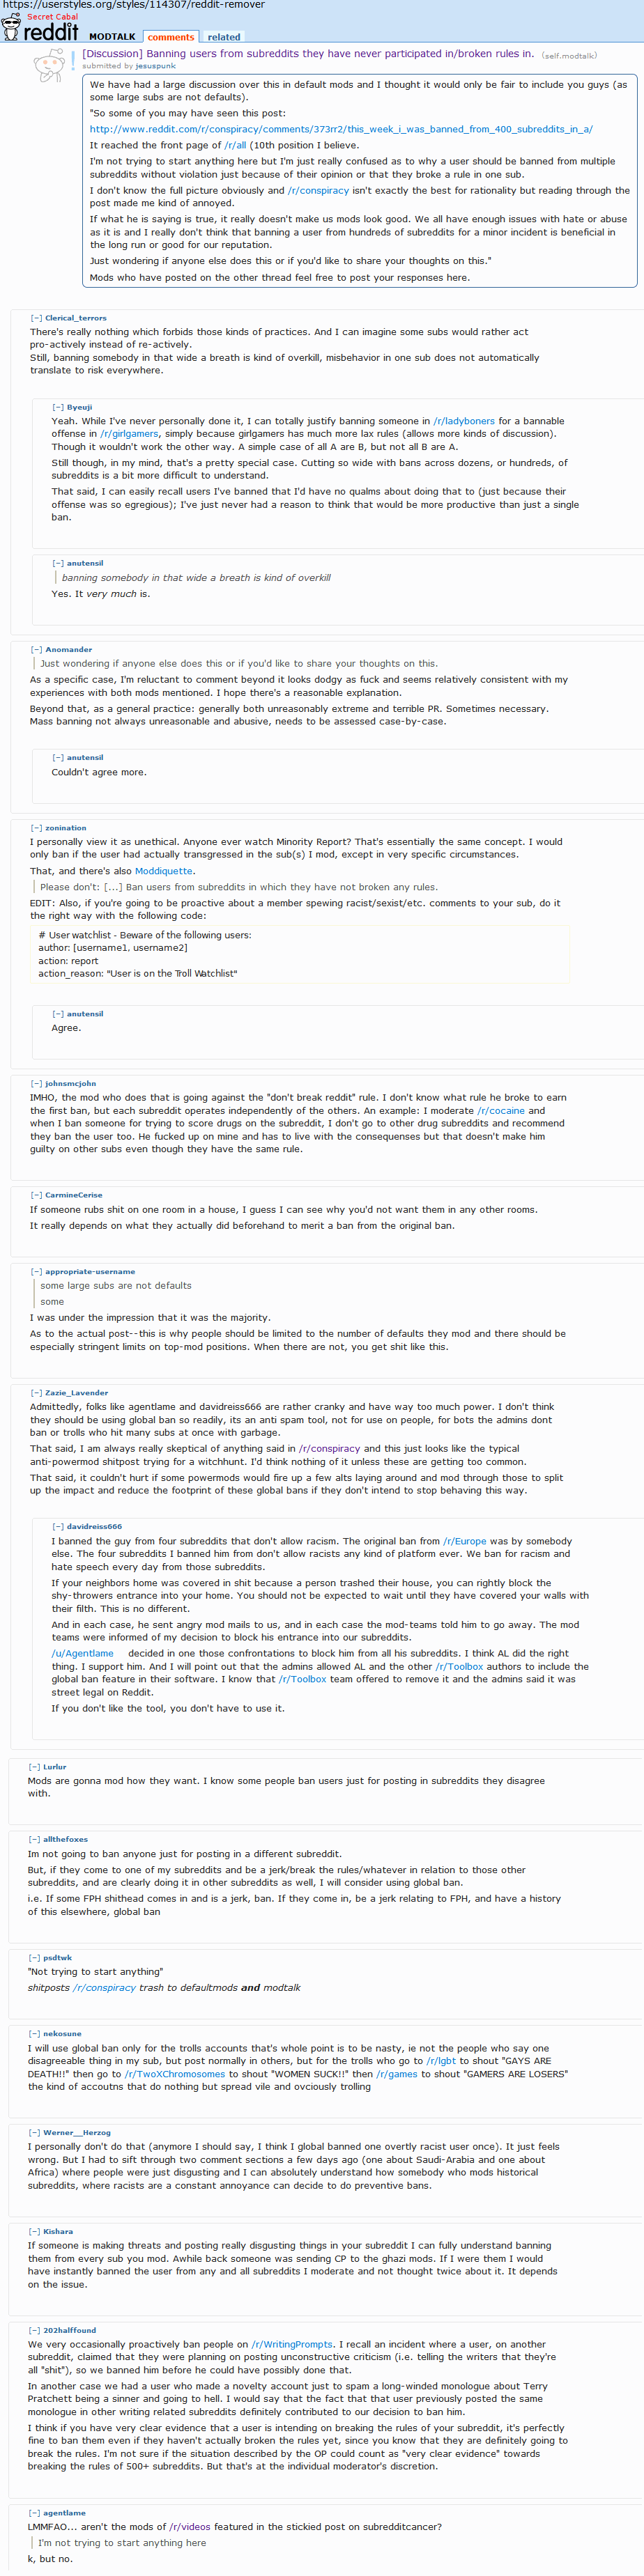 https://userstyles.org/styles/114307/reddit-remover
Secret Cabal
reddit MODTALK comments related
[Discussion] Banning users from subreddits they have never participated in/broken rules in. (self.modtalk)
submitted by jesuspunk
We have had a large discussion over this in default mods and I thought it would only be fair to include you guys (as
some large subs are not defaults).
"So some of you may have seen this post:
http://www.reddit.com/r/conspiracy/comments/373rr2/this_week_i_was_banned_from_400_subreddits_in_a/
It reached the front page of /r/all (10th position I believe.
I'm not trying to start anything here but I'm just really confused as to why a user should be banned from multiple
subreddits without violation just because of their opinion or that they broke a rule in one sub.
I don't know the full picture obviously and /r/conspiracy isn't exactly the best for rationality but reading through the
post made me kind of annoyed.
If what he is saying is true, it really doesn't make us mods look good. We all have enough issues with hate or abuse
as it is and I really don't think that banning a user from hundreds of subreddits for a minor incident is beneficial in
the long run or good for our reputation.
Just wondering if anyone else does this or if you'd like to share your thoughts on this."
Mods who have posted on the other thread feel free to post your responses here.
[−] Clerical_terrors
There's really nothing which forbids those kinds of practices. And I can imagine some subs would rather act
pro-actively instead of re-actively.
Still, banning somebody in that wide a breath is kind of overkill, misbehavior in one sub does not automatically
translate to risk everywhere.
[−] Byeuji
Yeah. While I've never personally done it, I can totally justify banning someone in /r/ladyboners for a bannable
offense in /r/girlgamers, simply because girlgamers has much more lax rules (allows more kinds of discussion).
Though it wouldn't work the other way. A simple case of all A are B, but not all B are A.
Still though, in my mind, that's a pretty special case. Cutting so wide with bans across dozens, or hundreds, of
subreddits is a bit more difficult to understand.
That said, I can easily recall users I've banned that I'd have no qualms about doing that to (just because their
offense was so egregious); I've just never had a reason to think that would be more productive than just a single
ban.
[−] anutensil
banning somebody in that wide a breath is kind of overkill
Yes. It very much is.
[−] Anomander
Just wondering if anyone else does this or if you'd like to share your thoughts on this.
As a specific case, I'm reluctant to comment beyond it looks dodgy as fuck and seems relatively consistent with my
experiences with both mods mentioned. I hope there's a reasonable explanation.
Beyond that, as a general practice: generally both unreasonably extreme and terrible PR. Sometimes necessary.
Mass banning not always unreasonable and abusive, needs to be assessed case-by-case.
[−] anutensil
Couldn't agree more.
[−] zonination
I personally view it as unethical. Anyone ever watch Minority Report? That's essentially the same concept. I would
only ban if the user had actually transgressed in the sub(s) I mod, except in very specific circumstances.
That, and there's also Moddiquette.
Please don't: [...] Ban users from subreddits in which they have not broken any rules.
EDIT: Also, if you're going to be proactive about a member spewing racist/sexist/etc. comments to your sub, do it
the right way with the following code:
# User watchlist - Beware of the following users:
author: [username1, username2]
action: report
action_reason: "User is on the Troll Watchlist"
[−] anutensil
Agree.
[−] johnsmcjohn
IMHO, the mod who does that is going against the "don't break reddit" rule. I don't know what rule he broke to earn
the first ban, but each subreddit operates independently of the others. An example: I moderate /r/cocaine and
when I ban someone for trying to score drugs on the subreddit, I don't go to other drug subreddits and recommend
they ban the user too. He fucked up on mine and has to live with the consequenses but that doesn't make him
guilty on other subs even though they have the same rule.
[−] CarmineCerise
If someone rubs shit on one room in a house, I guess I can see why you'd not want them in any other rooms.
It really depends on what they actually did beforehand to merit a ban from the original ban.
[−] appropriate-username
some large subs are not defaults
some
I was under the impression that it was the majority.
As to the actual post--this is why people should be limited to the number of defaults they mod and there should be
especially stringent limits on top-mod positions. When there are not, you get shit like this.
[−] Zazie_Lavender
Admittedly, folks like agentlame and davidreiss666 are rather cranky and have way too much power. I don't think
they should be using global ban so readily, its an anti spam tool, not for use on people, for bots the admins dont
ban or trolls who hit many subs at once with garbage.
That said, I am always really skeptical of anything said in /r/conspiracy and this just looks like the typical
anti-powermod shitpost trying for a witchhunt. I'd think nothing of it unless these are getting too common.
That said, it couldn't hurt if some powermods would fire up a few alts laying around and mod through those to split
up the impact and reduce the footprint of these global bans if they don't intend to stop behaving this way.
[−] davidreiss666
I banned the guy from four subreddits that don't allow racism. The original ban from /r/Europe was by somebody
else. The four subreddits I banned him from don't allow racists any kind of platform ever. We ban for racism and
hate speech every day from those subreddits.
If your neighbors home was covered in shit because a person trashed their house, you can rightly block the
shy-throwers entrance into your home. You should not be expected to wait until they have covered your walls with
their filth. This is no different.
And in each case, he sent angry mod mails to us, and in each case the mod-teams told him to go away. The mod
teams were informed of my decision to block his entrance into our subreddits.
/u/Agentlame decided in one those confrontations to block him from all his subreddits. I think AL did the right
thing. I support him. And I will point out that the admins allowed AL and the other /r/Toolbox authors to include the
global ban feature in their software. I know that /r/Toolbox team offered to remove it and the admins said it was
street legal on Reddit.
If you don't like the tool, you don't have to use it.
[−] Lurlur
Mods are gonna mod how they want. I know some people ban users just for posting in subreddits they disagree
with.
[−] allthefoxes
Im not going to ban anyone just for posting in a different subreddit.
But, if they come to one of my subreddits and be a jerk/break the rules/whatever in relation to those other
subreddits, and are clearly doing it in other subreddits as well, I will consider using global ban.
i.e. If some FPH shithead comes in and is a jerk, ban. If they come in, be a jerk relating to FPH, and have a history
of this elsewhere, global ban
[−] psdtwk
"Not trying to start anything"
shitposts /r/conspiracy trash to defaultmods and modtalk
[−] nekosune
I will use global ban only for the trolls accounts that's whole point is to be nasty, ie not the people who say one
disagreeable thing in my sub, but post normally in others, but for the trolls who go to /r/lgbt to shout "GAYS ARE
DEATH!!" then go to /r/TwoXChromosomes to shout "WOMEN SUCK!!" then /r/games to shout "GAMERS ARE LOSERS"
the kind of accoutns that do nothing but spread vile and ovciously trolling
[−] Werner__Herzog
I personally don't do that (anymore I should say, I think I global banned one overtly racist user once). It just feels
wrong. But I had to sift through two comment sections a few days ago (one about Saudi-Arabia and one about
Africa) where people were just disgusting and I can absolutely understand how somebody who mods historical
subreddits, where racists are a constant annoyance can decide to do preventive bans.
[−] Kishara
If someone is making threats and posting really disgusting things in your subreddit I can fully understand banning
them from every sub you mod. Awhile back someone was sending CP to the ghazi mods. If I were them I would
have instantly banned the user from any and all subreddits I moderate and not thought twice about it. It depends
on the issue.
[−] 202halffound
We very occasionally proactively ban people on /r/WritingPrompts. I recall an incident where a user, on another
subreddit, claimed that they were planning on posting unconstructive criticism (i.e. telling the writers that they're
all "shit"), so we banned him before he could have possibly done that.
In another case we had a user who made a novelty account just to spam a long-winded monologue about Terry
Pratchett being a sinner and going to hell. I would say that the fact that that user previously posted the same
monologue in other writing related subreddits definitely contributed to our decision to ban him.
I think if you have very clear evidence that a user is intending on breaking the rules of your subreddit, it's perfectly
fine to ban them even if they haven't actually broken the rules yet, since you know that they are definitely going to
break the rules. I'm not sure if the situation described by the OP could count as "very clear evidence" towards
breaking the rules of 500+ subreddits. But that's at the individual moderator's discretion.
[−] agentlame
LMMFAO... aren't the mods of /r/videos featured in the stickied post on subredditcancer?
I'm not trying to start anything here
k, but no.